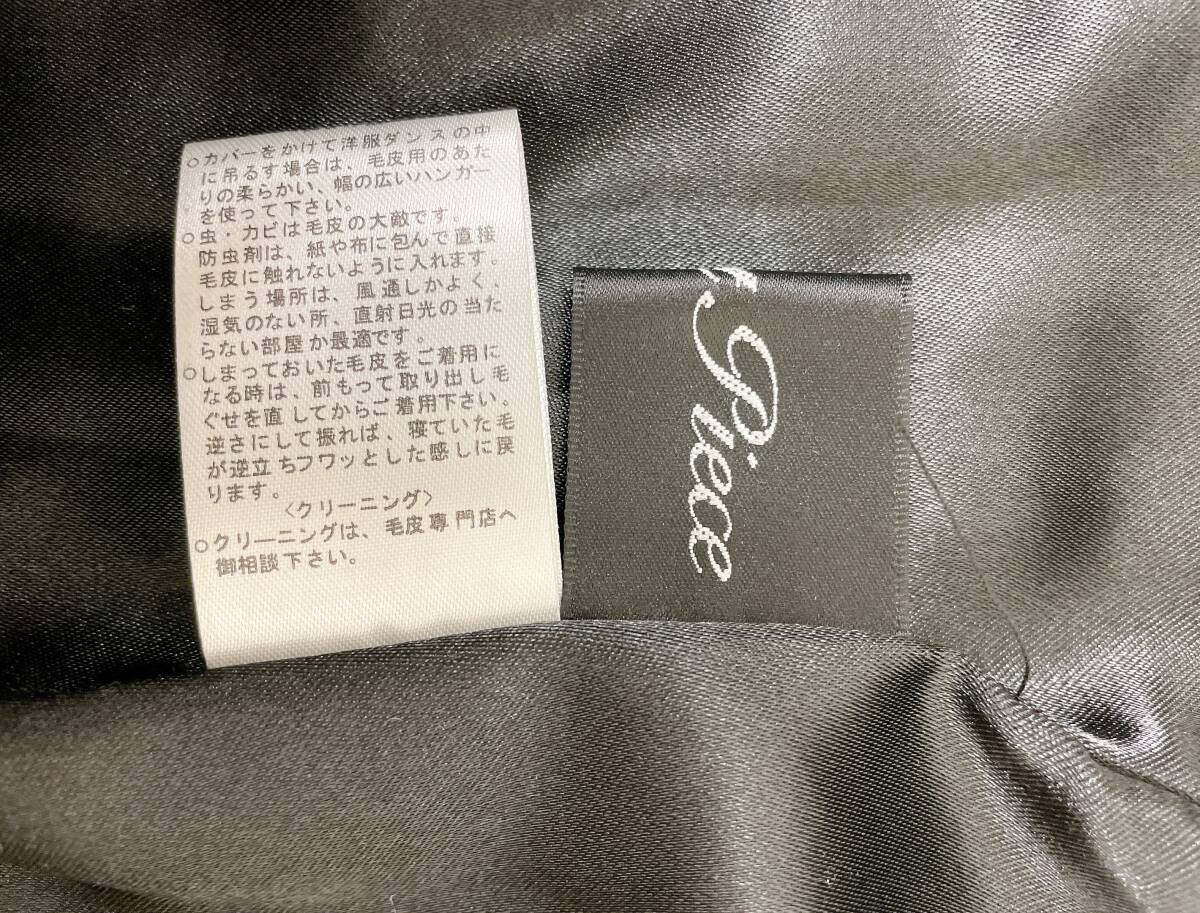 ○カバーをかけて洋服ダンスの中
に吊るす場合は、毛皮用のあた
りの柔らかい、幅の広いハンガー
を使って下さい。
○虫・カビは毛皮の大敵です。
防虫剤は、紙や布に包んで直接
毛皮に触れないように入れます。
しまう場所は、風通しかよく、
湿気のない所、直射日光の当た
らない部屋か最適です。
○しまっておいた毛皮をご着用に
なる時は、前もって取り出し毛
ぐせを直してからご着用下さい。
逆さにして振れば、寝ていた毛
が逆立ちフワッとした感しに戻
ります。
〈クリーニング〉
○クリーニングは、毛皮専門店へ
御相談下さい。
Piece